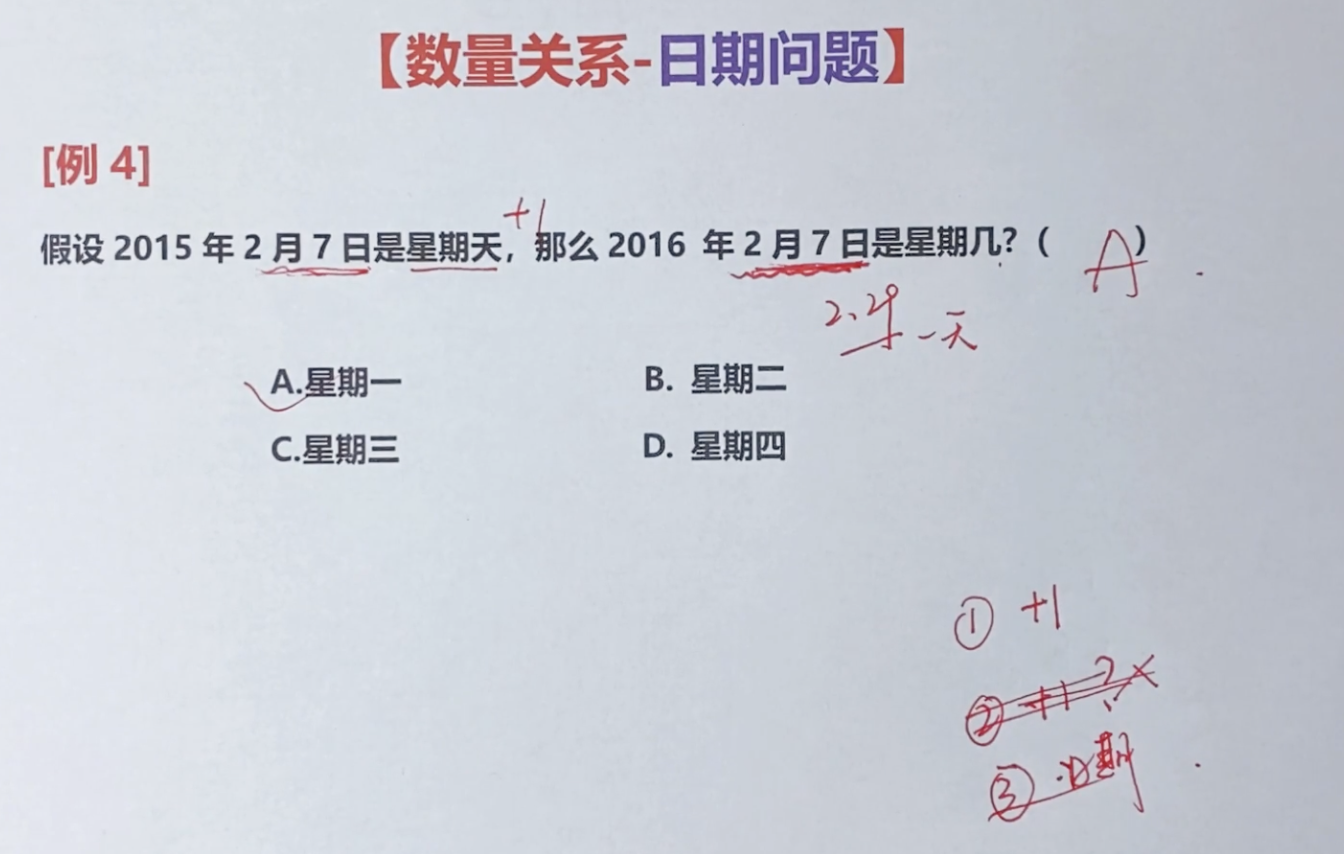 【数量关系-日期问题】
[例 4]
+1
假设 2015 年 2 月 7 日是星期天，那么 2016 年 2 月 7 日是星期几？（ A ）
2.29 一天
A.星期一 B. 星期二
C.星期三 D. 星期四
① +1
② +1 ?
③ 日期